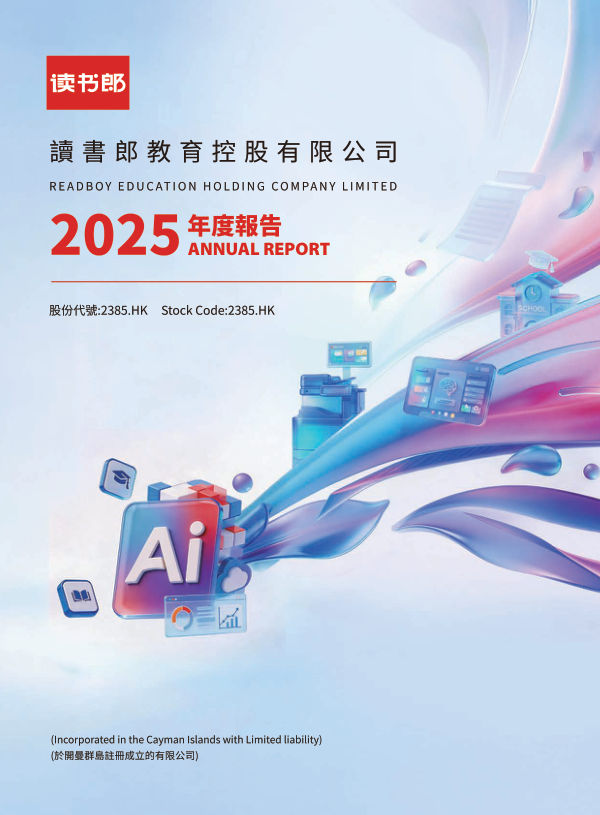 读书郎
讀書郎教育控股有限公司
READBOY EDUCATION HOLDING COMPANY LIMITED
2025 年度報告
ANNUAL REPORT
股份代號:2385.HK Stock Code:2385.HK
SCHOOL
Ai
(Incorporated in the Cayman Islands with Limited liability)
(於開曼群島註冊成立的有限公司)